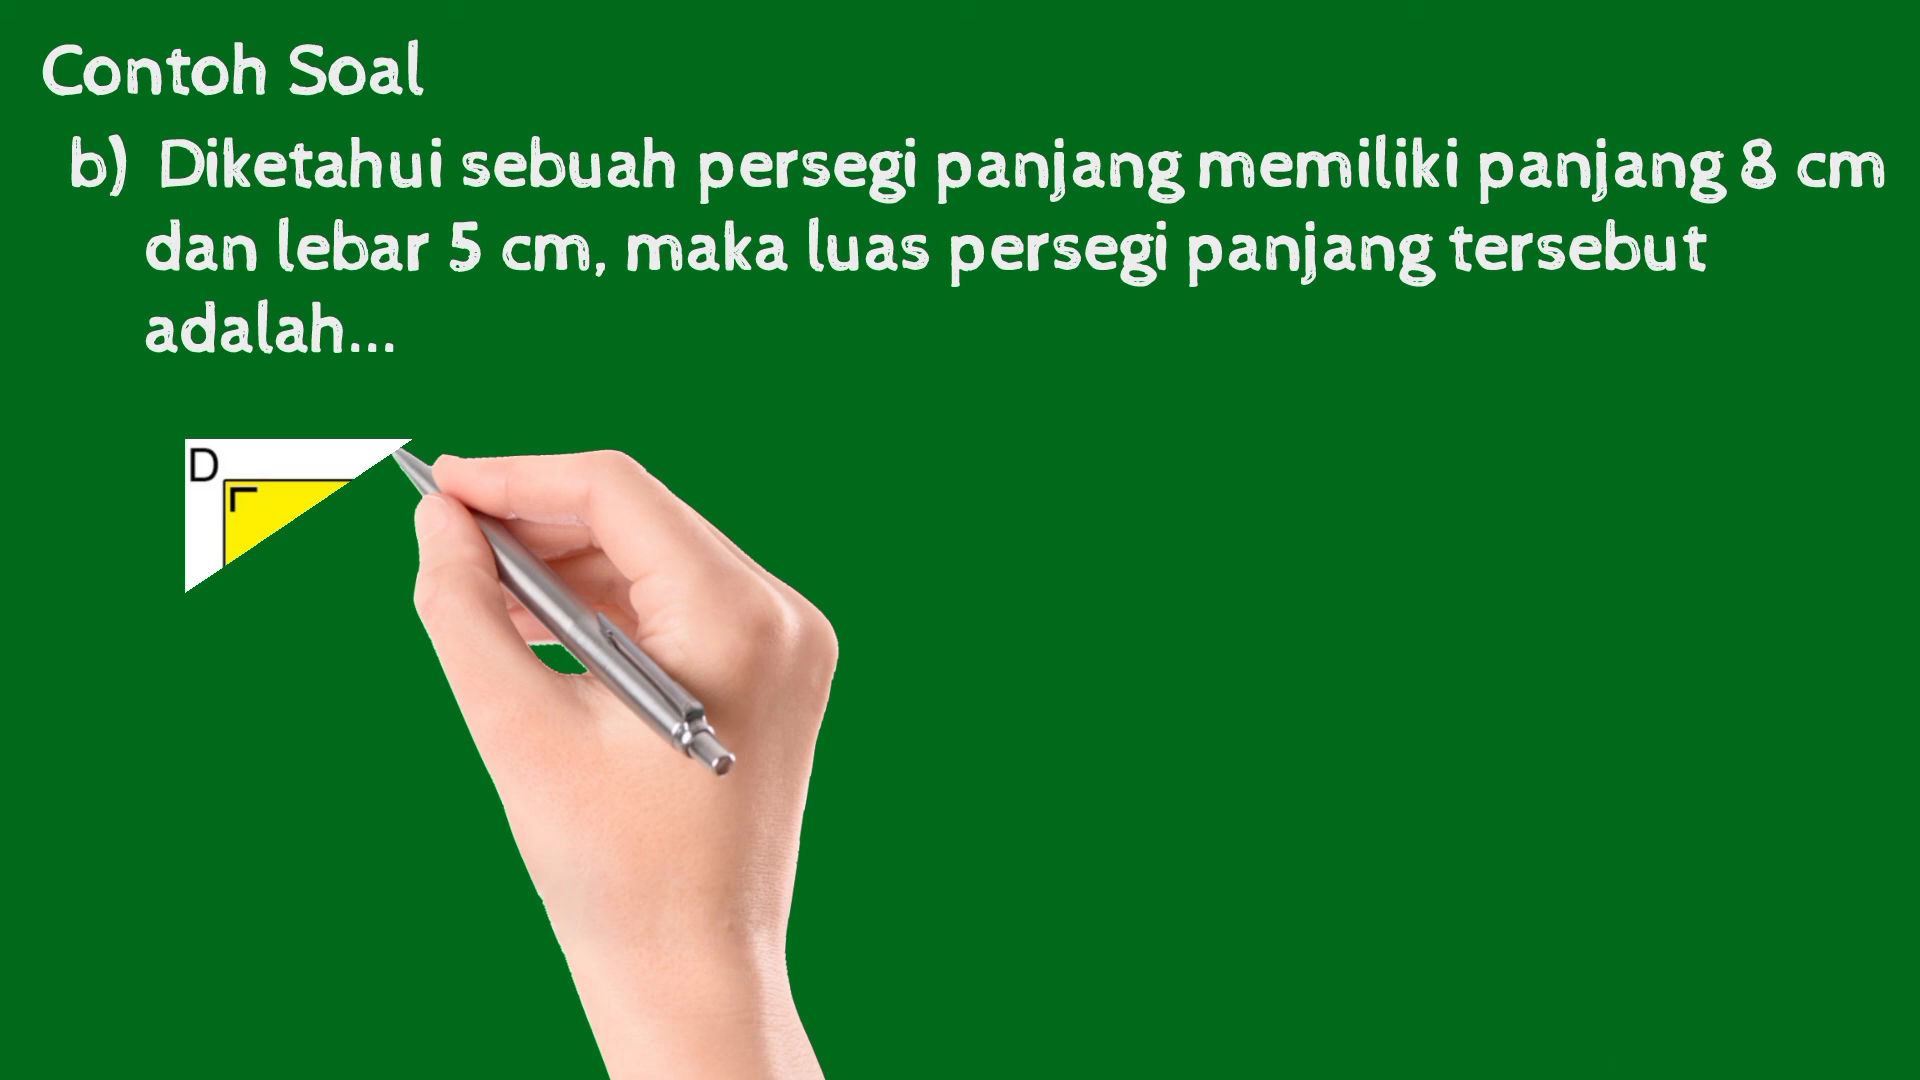 Contoh Soal
b) Diketahui sebuah persegi panjang memiliki panjang 8 cm
dan lebar 5 cm, maka luas persegi panjang tersebut
adalah...
D